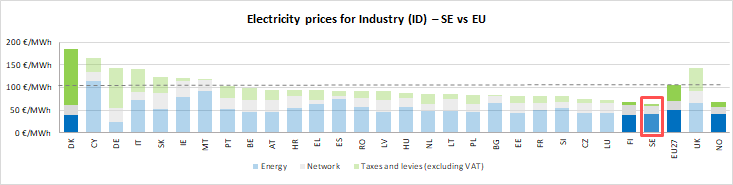 Electricity prices for Industry (ID) – SE vs EU
200 €/MWh
150 €/MWh
100 €/MWh
50 €/MWh
0 €/MWh
DK CY DE IT SK IE MT PT BE AT HR EL ES RO LV HU NL LT PL BG EE FR SI CZ LU FI SE EU27 UK NO
Energy Network Taxes and levies (excluding VAT)